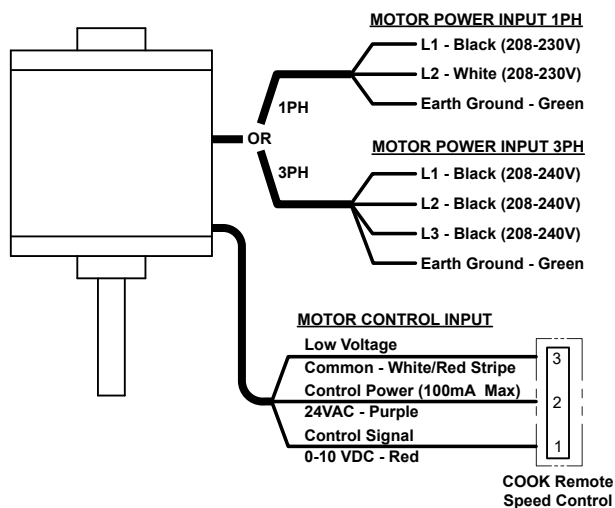 MOTOR POWER INPUT 1PH
L1 - Black (208-230V)
L2 - White (208-230V)
Earth Ground - Green
1PH
OR
3PH
MOTOR POWER INPUT 3PH
L1 - Black (208-240V)
L2 - Black (208-240V)
L3 - Black (208-240V)
Earth Ground - Green
MOTOR CONTROL INPUT
Low Voltage
Common - White/Red Stripe
3
Control Power (100mA Max)
24VAC - Purple
2
Control Signal
0-10 VDC - Red
1
COOK Remote
Speed Control